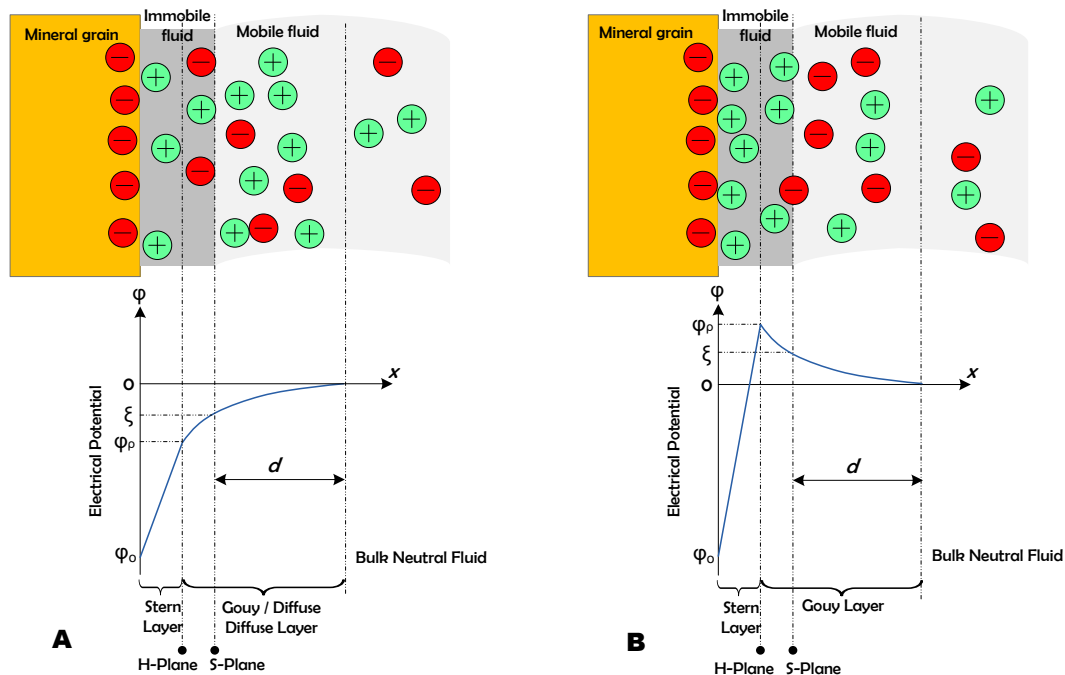 Mineral grain
Immobile
fluid
Mobile fluid
φ
x
o
ξ
φρ
Electrical Potential
d
φo
Bulk Neutral Fluid
Stern
Layer
Gouy / Diffuse
Diffuse Layer
A
H-Plane
S-Plane
Mineral grain
Immobile
fluid
Mobile fluid
φ
φρ
ξ
x
o
Electrical Potential
d
φo
Bulk Neutral Fluid
Stern
Layer
Gouy Layer
B
H-Plane
S-Plane